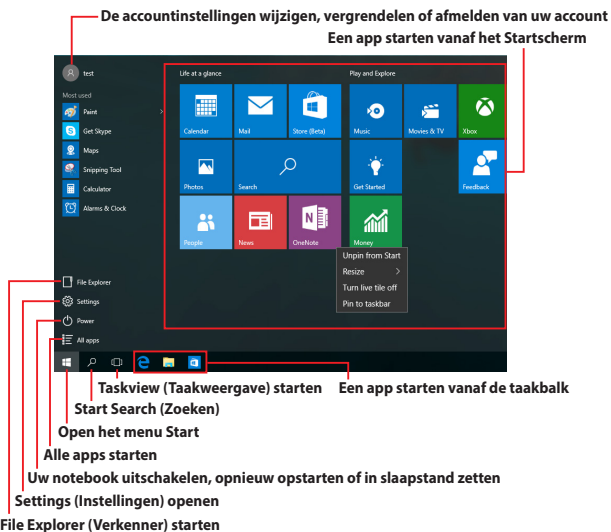 De accountinstellingen wijzigen, vergrendelen of afmelden van uw account
Een app starten vanaf het Startscherm
test
Most used
Paint
Get Skype
Maps
Snipping Tool
Calculator
Alarms & Clock
File Explorer
Settings
Power
All apps
Life at a glance
Calendar
Mail
Store (Beta)
Photos
Search
People
News
OneNote
Play and Explore
Music
Movies & TV
Xbox
Get Started
Feedback
Money
Unpin from Start
Resize
Turn live tile off
Pin to taskbar
Taskview (Taakweergave) starten
Een app starten vanaf de taakbalk
Start Search (Zoeken)
Open het menu Start
Alle apps starten
Uw notebook uitschakelen, opnieuw opstarten of in slaapstand zetten
Settings (Instellingen) openen
File Explorer (Verkenner) starten